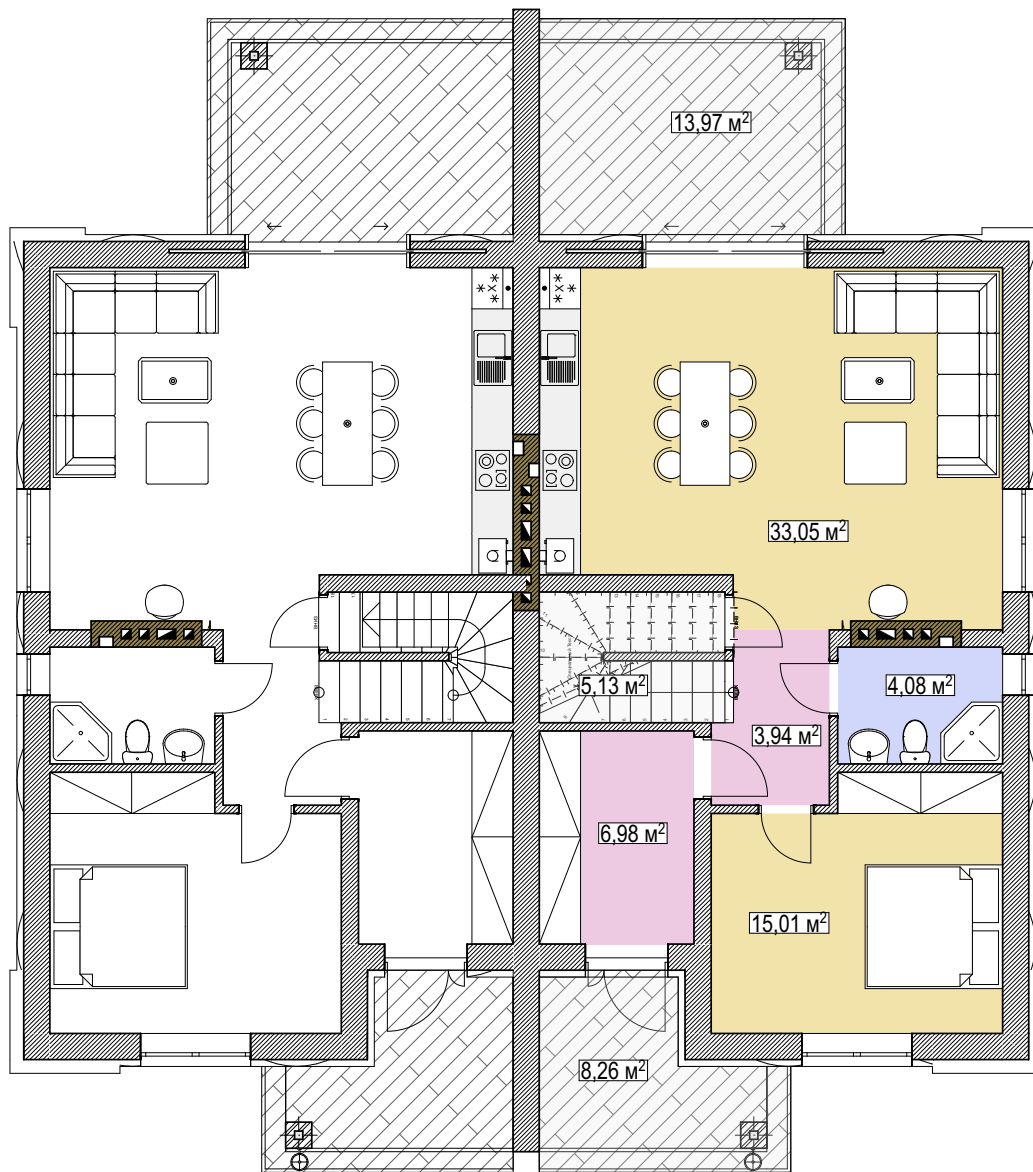 13,97 м²
33,05 м²
5,13 м²
4,08 м²
3,94 м²
6,98 м²
15,01 м²
8,26 м²